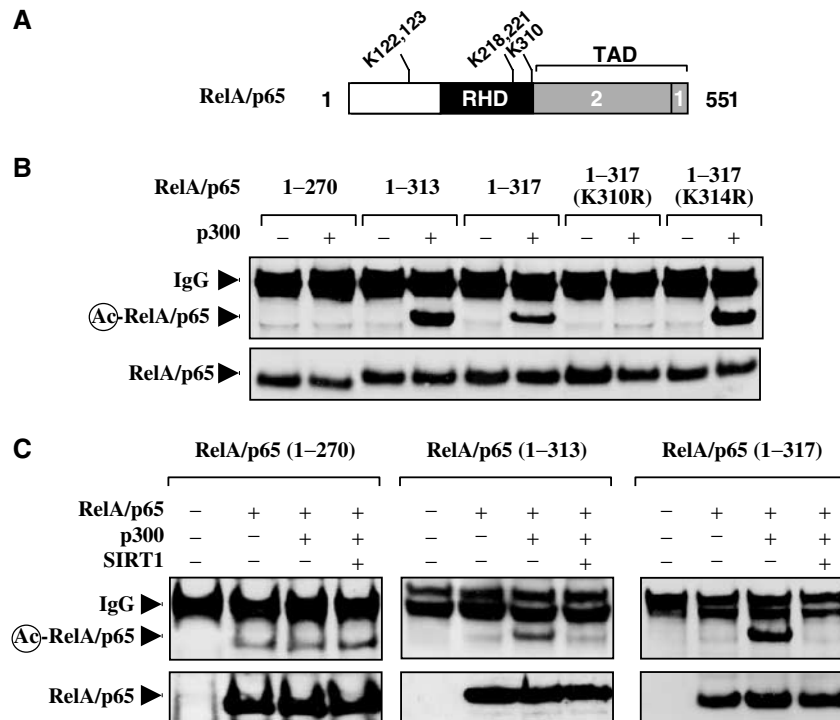 A
K122,123
K218,221
K310
TAD
RelA/p65 1 RHD 2 1 551
B
RelA/p65 1–270 1–313 1–317 1–317 (K310R) 1–317 (K314R)
p300 – + – + – + – + – +
IgG
Ac-RelA/p65
RelA/p65
C
RelA/p65 (1–270) RelA/p65 (1–313) RelA/p65 (1–317)
RelA/p65 – + + + – + + + – + + +
p300 – – + + – – + + – – + +
SIRT1 – – – + – – – + – – – +
IgG
Ac-RelA/p65
RelA/p65